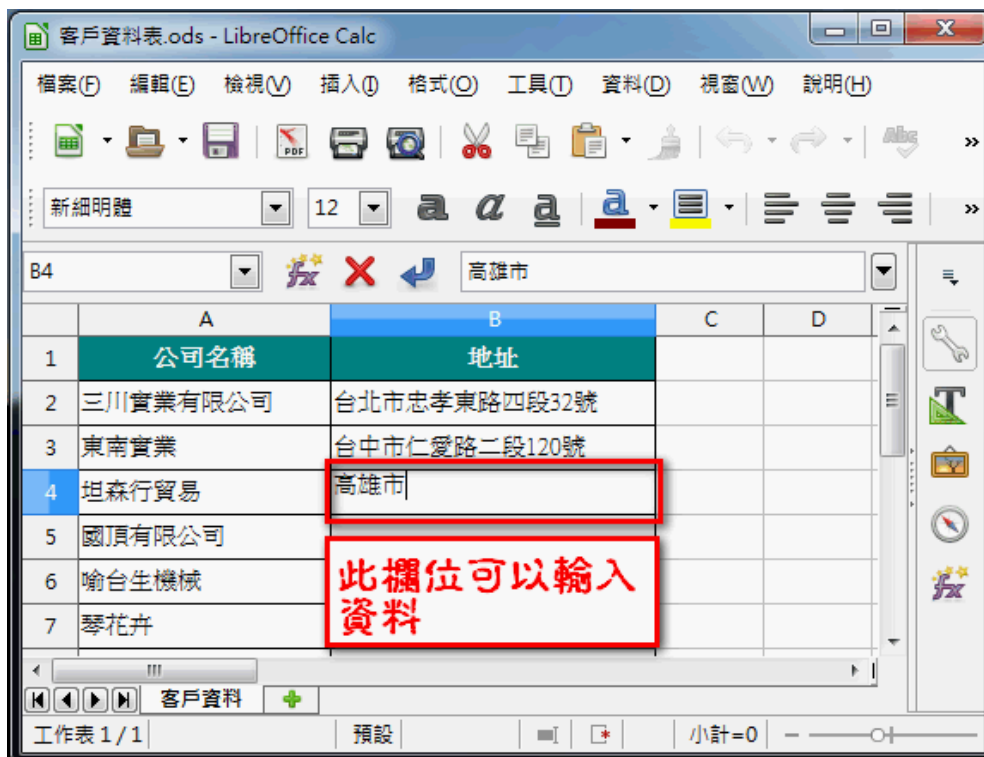 客戶資料表.ods - LibreOffice Calc
檔案(F) 編輯(E) 檢視(V) 插入(I) 格式(O) 工具(T) 資料(D) 視窗(W) 說明(H)
PDF Abc »
新細明體 12 a a a a »
B4 fx 高雄市
A B C D
1 公司名稱 地址
2 三川實業有限公司 台北市忠孝東路四段32號
3 東南實業 台中市仁愛路二段120號
4 坦森行貿易 高雄市
5 國頂有限公司
6 喻台生機械
7 琴花卉
此欄位可以輸入
資料
客戶資料
工作表 1 / 1 預設 小計=0